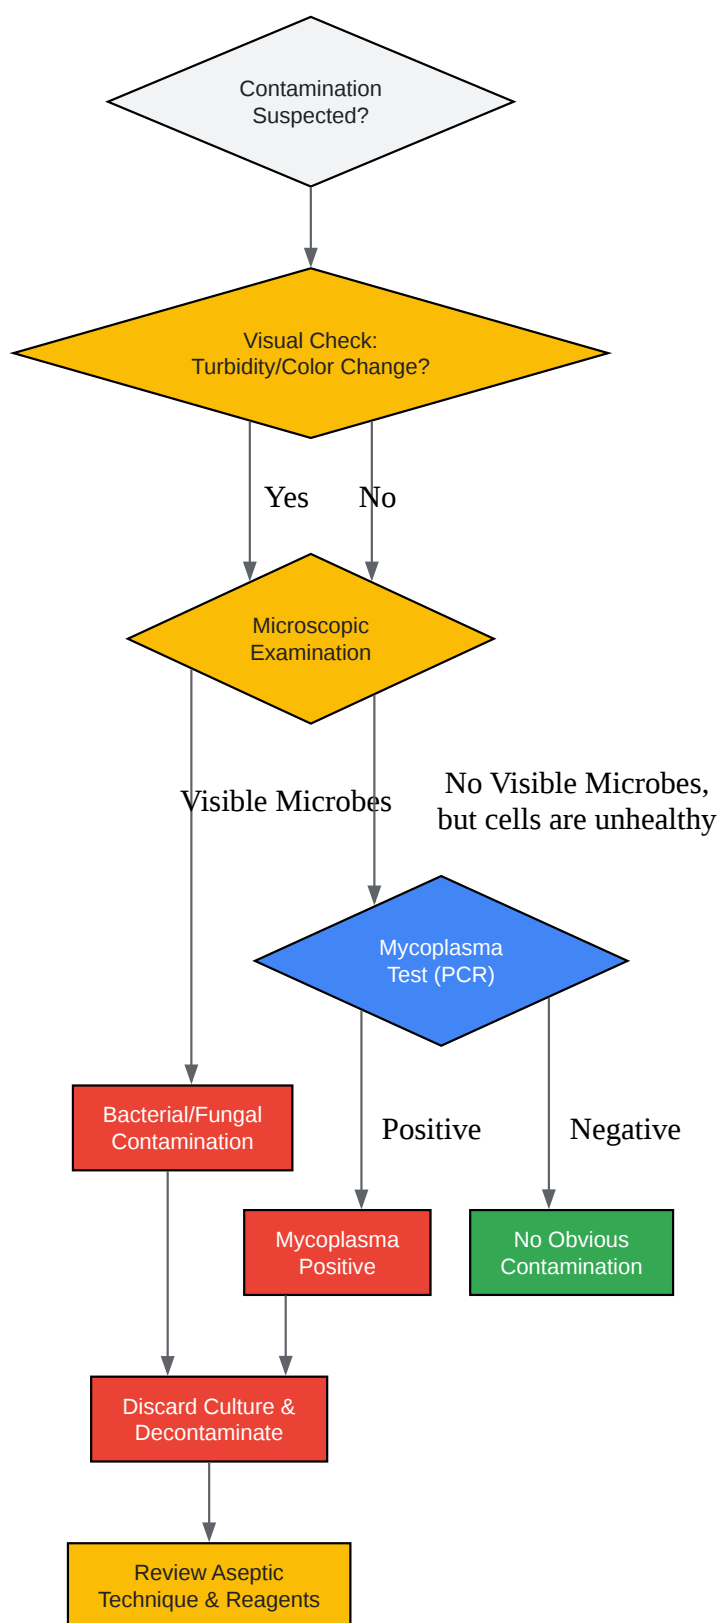 Contamination
Suspected?
Visual Check:
Turbidity/Color Change?
Yes
No
Microscopic
Examination
Visible Microbes
No Visible Microbes,
but cells are unhealthy
Mycoplasma
Test (PCR)
Bacterial/Fungal
Contamination
Positive
Negative
Mycoplasma
Positive
No Obvious
Contamination
Discard Culture &
Decontaminate
Review Aseptic
Technique & Reagents